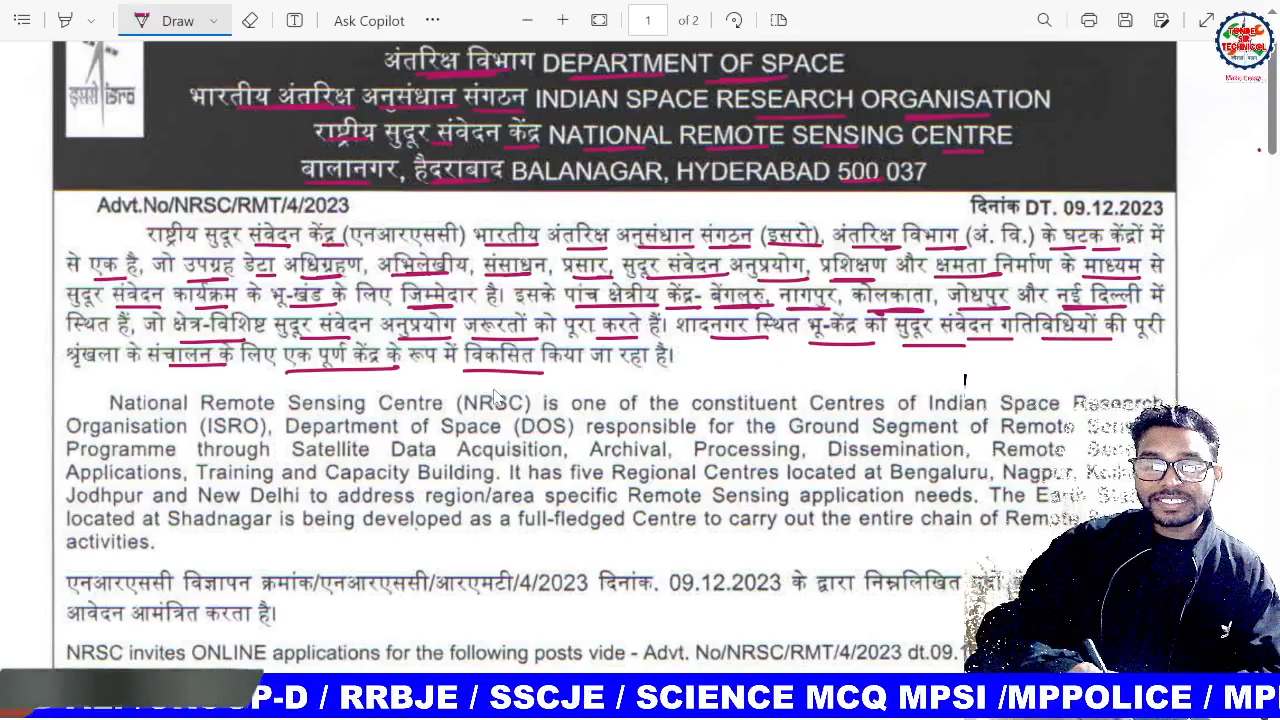 Draw
Ask Copilot
1 of 2
अंतरिक्ष विभाग DEPARTMENT OF SPACE
इसरो isro
भारतीय अंतरिक्ष अनुसंधान संगठन INDIAN SPACE RESEARCH ORGANISATION
राष्ट्रीय सुदूर संवेदन केंद्र NATIONAL REMOTE SENSING CENTRE
बालानगर, हैदराबाद BALANAGAR, HYDERABAD 500 037
Advt.No/NRSC/RMT/4/2023 दिनांक DT. 09.12.2023
राष्ट्रीय सुदूर संवेदन केंद्र (एनआरएससी) भारतीय अंतरिक्ष अनुसंधान संगठन (इसरो), अंतरिक्ष विभाग (अं. वि.) के घटक केंद्रों में
से एक है, जो उपग्रह डेटा अधिग्रहण, अभिलेखीय, संसाधन, प्रसार, सुदूर संवेदन अनुप्रयोग, प्रशिक्षण और क्षमता निर्माण के माध्यम से
सुदूर संवेदन कार्यक्रम के भू-खंड के लिए जिम्मेदार है। इसके पांच क्षेत्रीय केंद्र- बेंगलुरु, नागपुर, कोलकाता, जोधपुर और नई दिल्ली में
स्थित हैं, जो क्षेत्र-विशिष्ट सुदूर संवेदन अनुप्रयोग जरूरतों को पूरा करते हैं। शादनगर स्थित भू-केंद्र को सुदूर संवेदन गतिविधियों की पूरी
श्रृंखला के संचालन के लिए एक पूर्ण केंद्र के रूप में विकसित किया जा रहा है।
National Remote Sensing Centre (NRSC) is one of the constituent Centres of Indian Space Research
Organisation (ISRO), Department of Space (DOS) responsible for the Ground Segment of Remote
Programme through Satellite Data Acquisition, Archival, Processing, Dissemination, Remote
Applications, Training and Capacity Building. It has five Regional Centres located at Bengaluru, Nagpur,
Jodhpur and New Delhi to address region/area specific Remote Sensing application needs. The Earth
located at Shadnagar is being developed as a full-fledged Centre to carry out the entire chain of
activities.
एनआरएससी विज्ञापन क्रमांक/एनआरएससी/आरएमटी/4/2023 दिनांक. 09.12.2023 के द्वारा निम्नलिखित
आवेदन आमंत्रित करता है।
NRSC invites ONLINE applications for the following posts vide - Advt. No/NRSC/RMT/4/2023 dt.09.
P-D / RRBJE / SSCJE / SCIENCE MCQ MPSI /MPPOLICE / MP